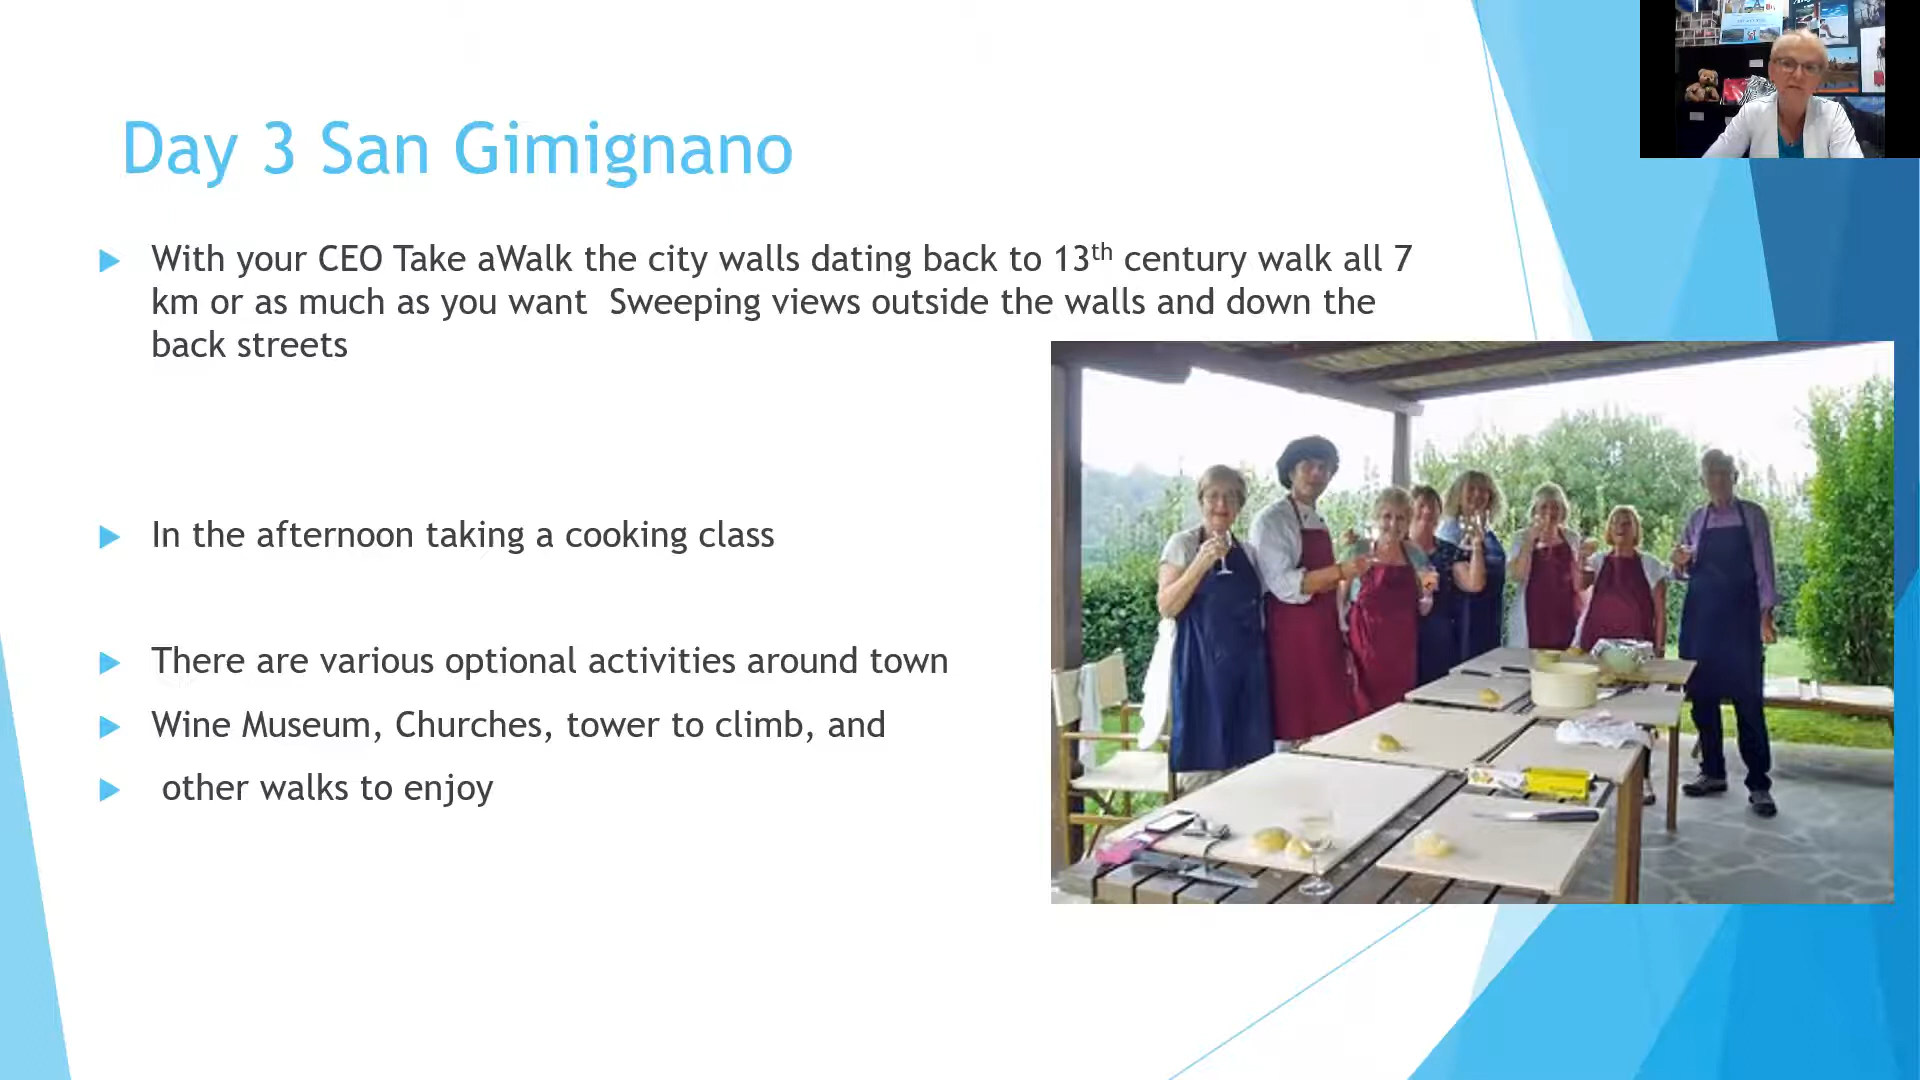 Day 3 San Gimignano
With your CEO Take aWalk the city walls dating back to 13th century walk all 7
km or as much as you want  Sweeping views outside the walls and down the
back streets
In the afternoon taking a cooking class
There are various optional activities around town
Wine Museum, Churches, tower to climb, and
other walks to enjoy